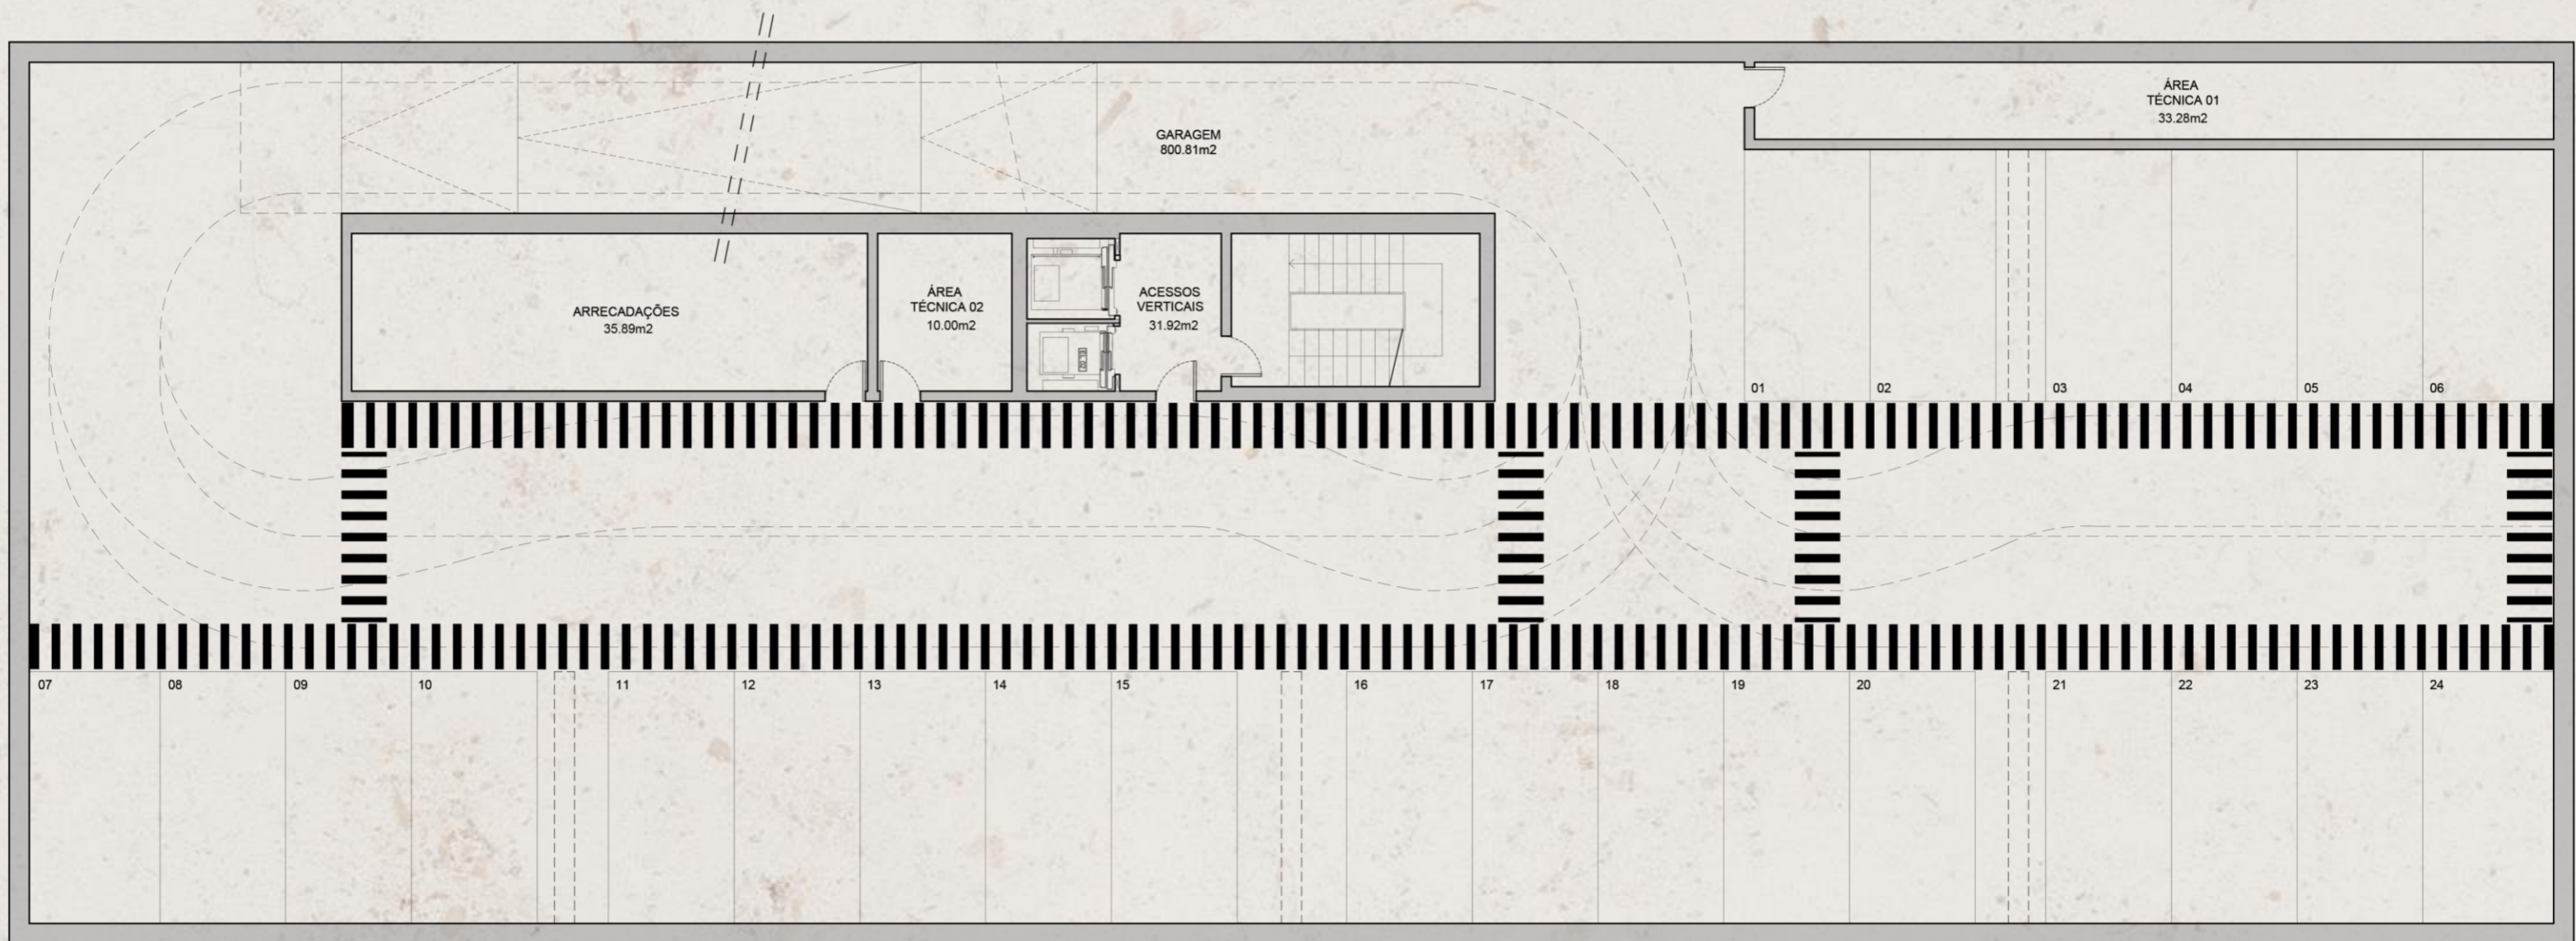 ÁREA
TÉCNICA 01
33.28m2
GARAGEM
800.81m2
ARRECADAÇÕES
35.89m2
ÁREA
TÉCNICA 02
10.00m2
ACESSOS
VERTICAIS
31.92m2
01
02
03
04
05
06
07
08
09
10
11
12
13
14
15
16
17
18
19
20
21
22
23
24